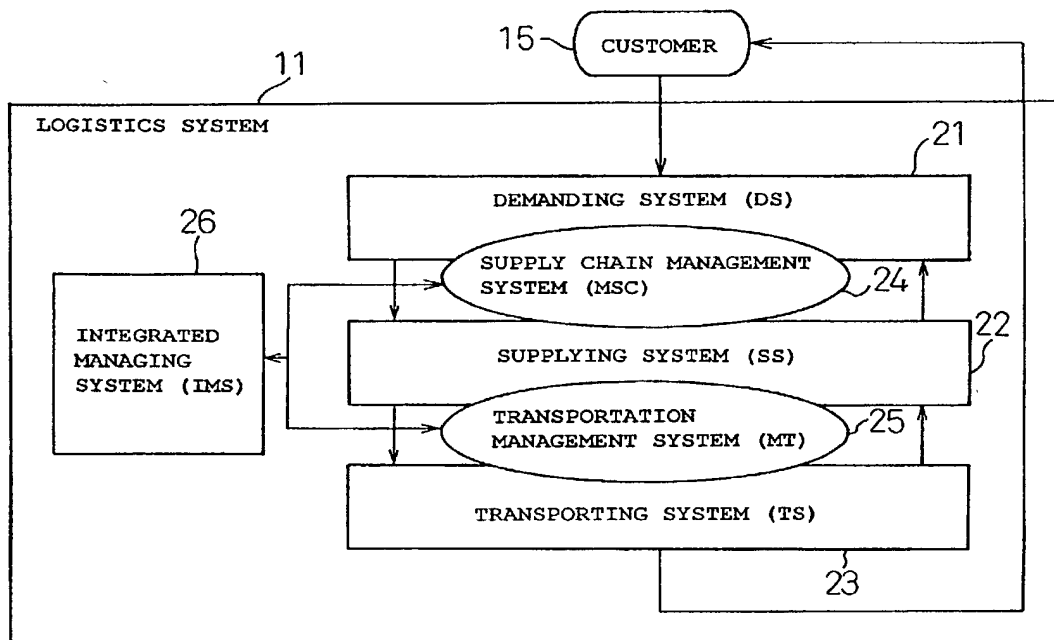 15
CUSTOMER
11
LOGISTICS SYSTEM
21
DEMANDING SYSTEM (DS)
26
SUPPLY CHAIN MANAGEMENT
SYSTEM (MSC)
24
INTEGRATED
MANAGING
SYSTEM (IMS)
22
SUPPLYING SYSTEM (SS)
TRANSPORTATION
MANAGEMENT SYSTEM (MT)
25
TRANSPORTING SYSTEM (TS)
23